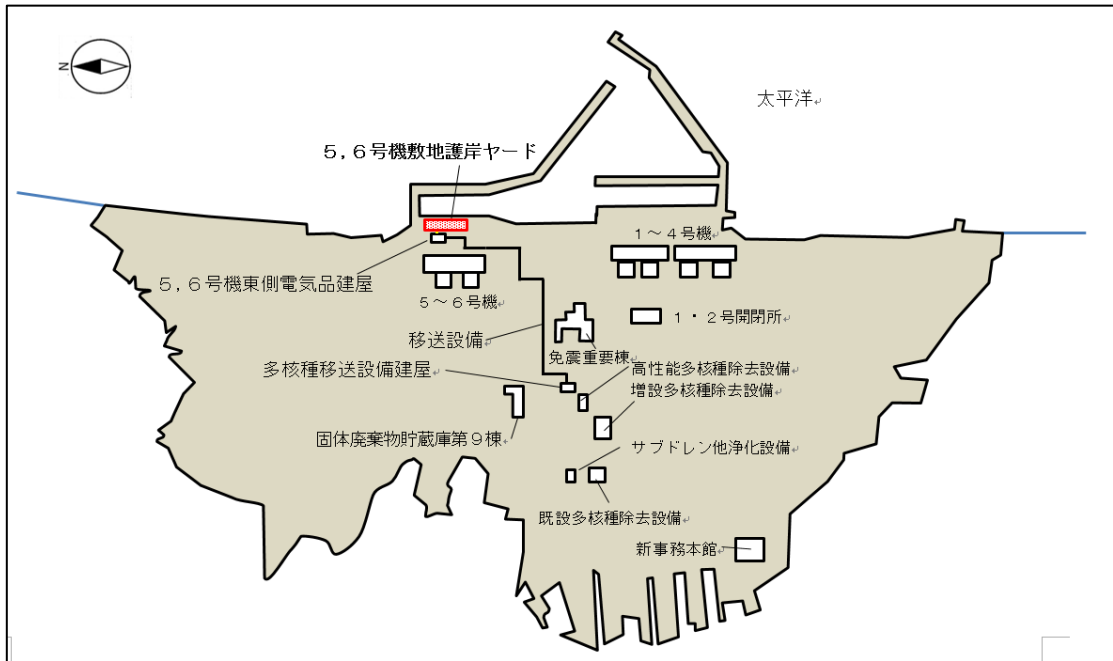 N
太平洋
5,6号機敷地護岸ヤード
1~4号機
5,6号機東側電気品建屋
5~6号機
1・2号開閉所
移送設備
免震重要棟
多核種移送設備建屋
高性能多核種除去設備
増設多核種除去設備
固体廃棄物貯蔵庫第9棟
サブドレン他浄化設備
既設多核種除去設備
新事務本館